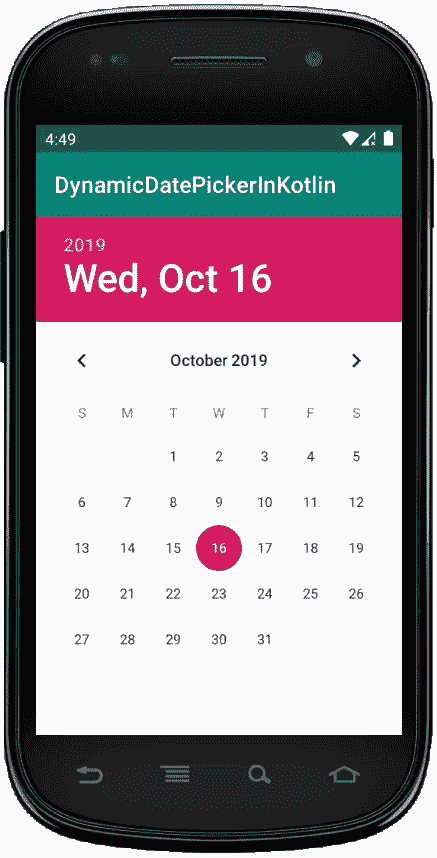 4:49
DynamicDatePickerInKotlin
2019
Wed, Oct 16
October 2019
S M T W T F S
1 2 3 4 5
6 7 8 9 10 11 12
13 14 15 16 17 18 19
20 21 22 23 24 25 26
27 28 29 30 31